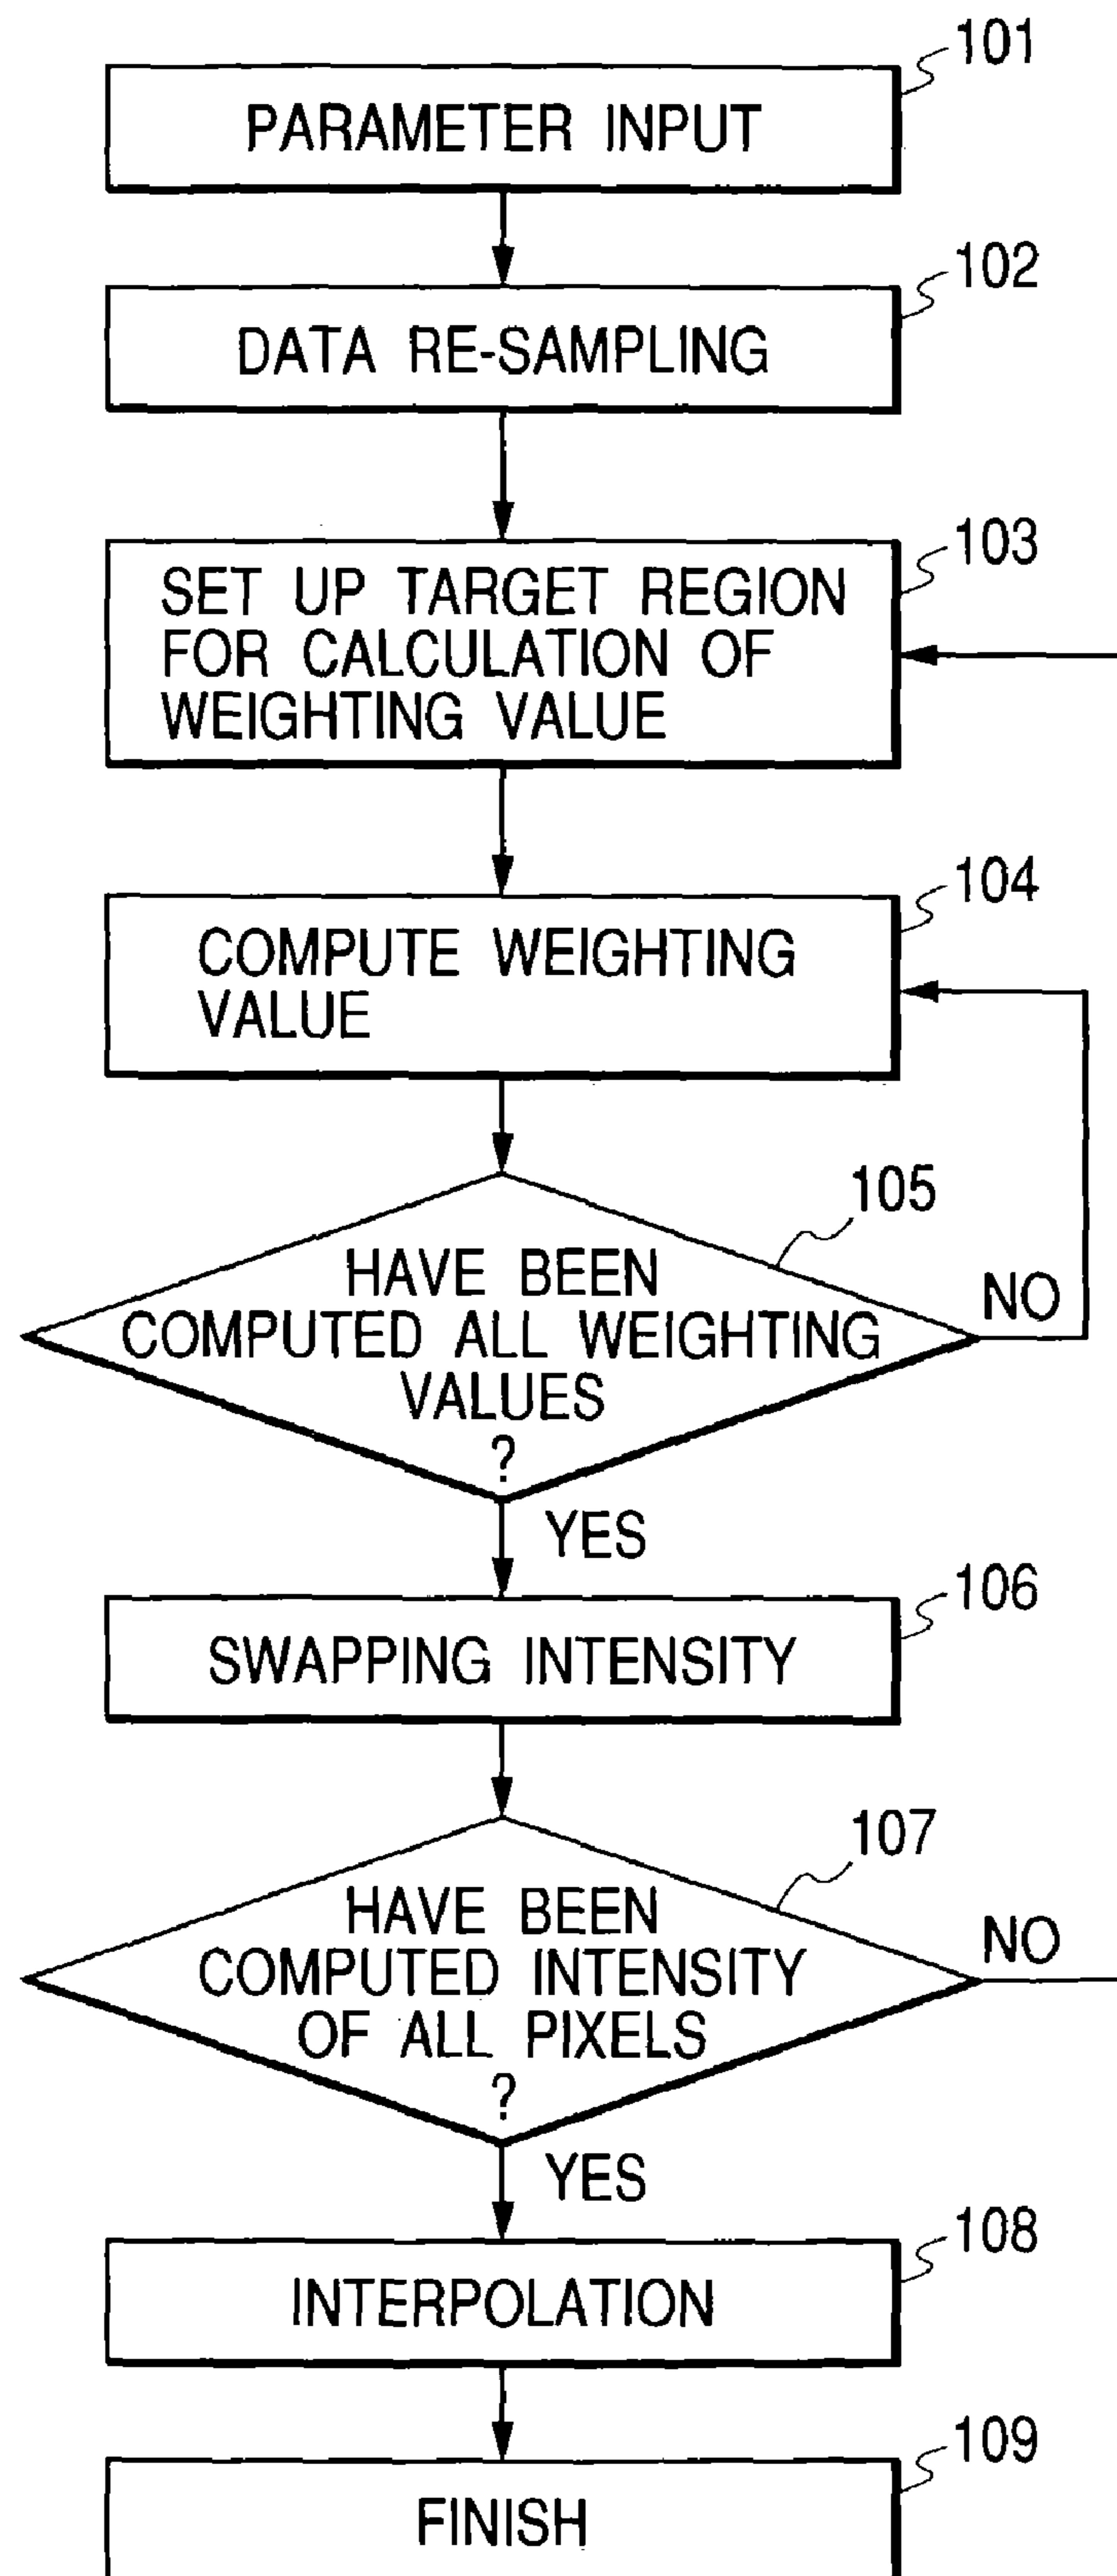 101
PARAMETER INPUT
102
DATA RE-SAMPLING
103
SET UP TARGET REGION
FOR CALCULATION OF
WEIGHTING VALUE
104
COMPUTE WEIGHTING
VALUE
105
HAVE BEEN
COMPUTED ALL WEIGHTING
VALUES
?
NO
YES
106
SWAPPING INTENSITY
107
HAVE BEEN
COMPUTED INTENSITY
OF ALL PIXELS
?
NO
YES
108
INTERPOLATION
109
FINISH